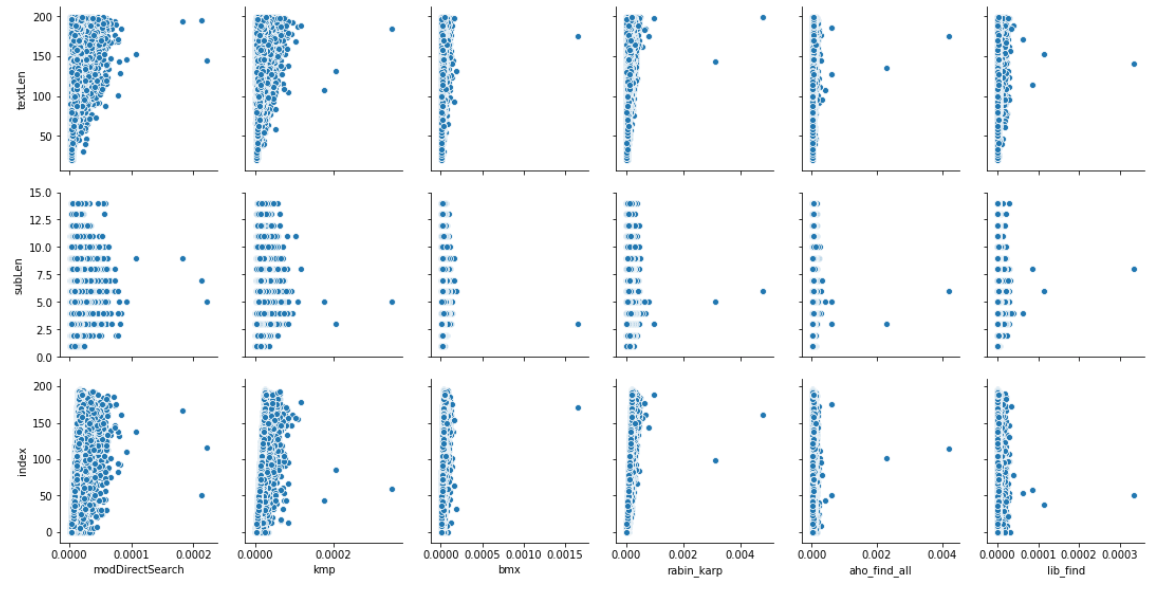 200
150
100
50
textLen
15.0
12.5
10.0
7.5
5.0
2.5
0.0
subLen
200
150
100
50
0
index
0.0000 0.0001 0.0002
modDirectSearch
0.0000 0.0002
kmp
0.0000 0.0005 0.0010 0.0015
bmx
0.000 0.002 0.004
rabin_karp
0.000 0.002 0.004
aho_find_all
0.0000 0.0001 0.0002 0.0003
lib_find